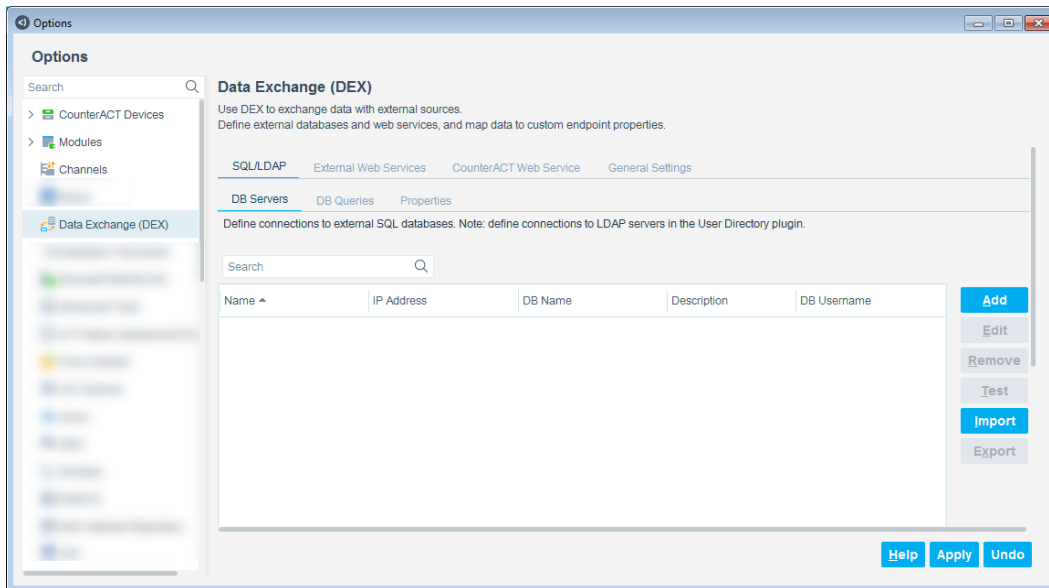 Options
Options
Search
CounterACT Devices
Modules
Channels
Data Exchange (DEX)
Data Exchange (DEX)
Use DEX to exchange data with external sources.
Define external databases and web services, and map data to custom endpoint properties.
SQL/LDAP External Web Services CounterACT Web Service General Settings
DB Servers DB Queries Properties
Define connections to external SQL databases. Note: define connections to LDAP servers in the User Directory plugin.
Search
Name IP Address DB Name Description DB Username
Add
Edit
Remove
Test
Import
Export
Help Apply Undo